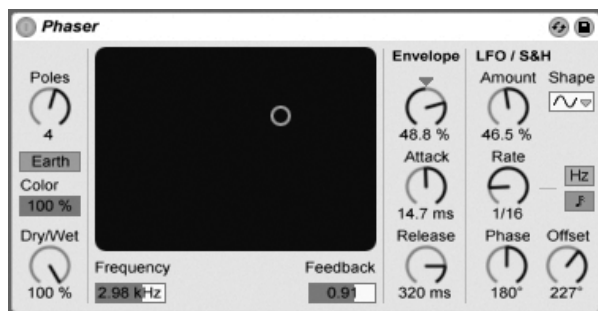 Phaser
Poles
4
Earth
Color
100 %
Dry/Wet
100 %
Frequency
2.98 kHz
Feedback
0.91
Envelope
48.8 %
Attack
14.7 ms
Release
320 ms
LFO / S&H
Amount
46.5 %
Shape
Rate
1/16
Hz
Phase
180°
Offset
227°